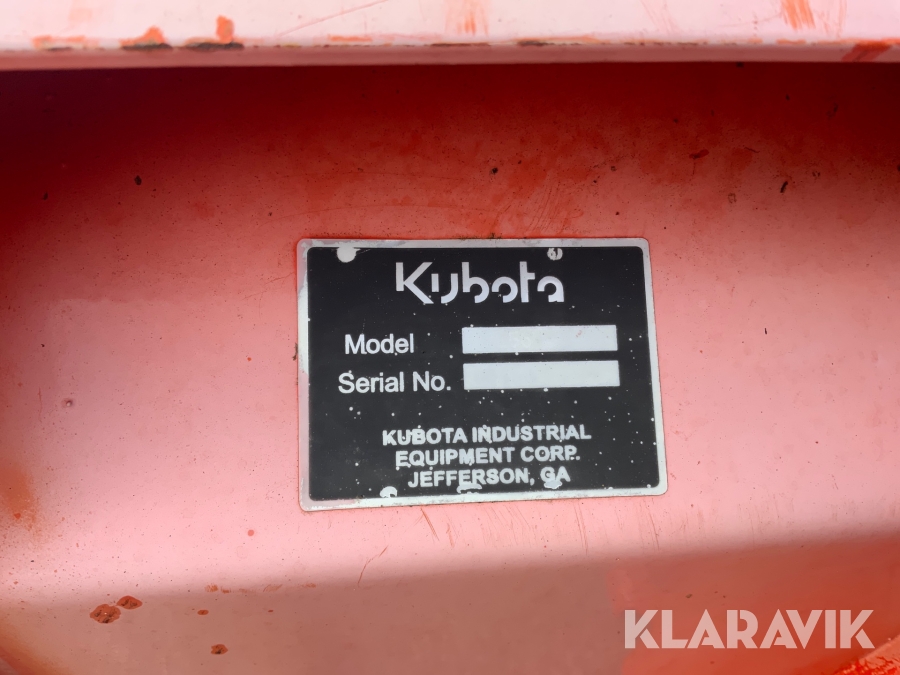 Kubota
Model
Serial No.
KUBOTA INDUSTRIAL
EQUIPMENT CORP.
JEFFERSON, GA
KLARAVIK